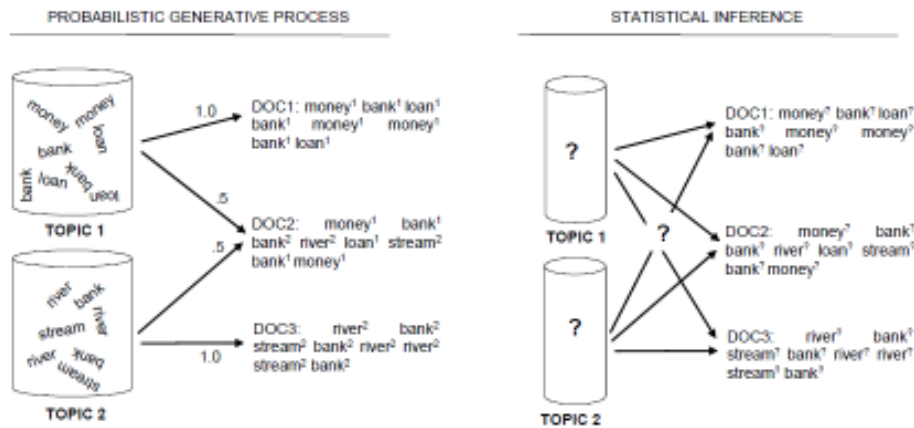 PROBABILISTIC GENERATIVE PROCESS
money
money
loan
bank
bank
loan
bank
loan
TOPIC 1
river
bank
river
stream
river
bank
stream
TOPIC 2
1.0
.5
.5
1.0
DOC1: money¹ bank¹ loan¹
bank¹ money¹ money¹
bank¹ loan¹
DOC2: money¹ bank¹
bank² river² loan¹ stream²
bank¹ money¹
DOC3: river² bank²
stream² bank² river² river²
stream² bank²
STATISTICAL INFERENCE
?
TOPIC 1
?
TOPIC 2
?
DOC1: money? bank? loan?
bank? money? money?
bank? loan?
DOC2: money? bank?
bank? river? loan? stream?
bank? money?
DOC3: river? bank?
stream? bank? river? river?
stream? bank?